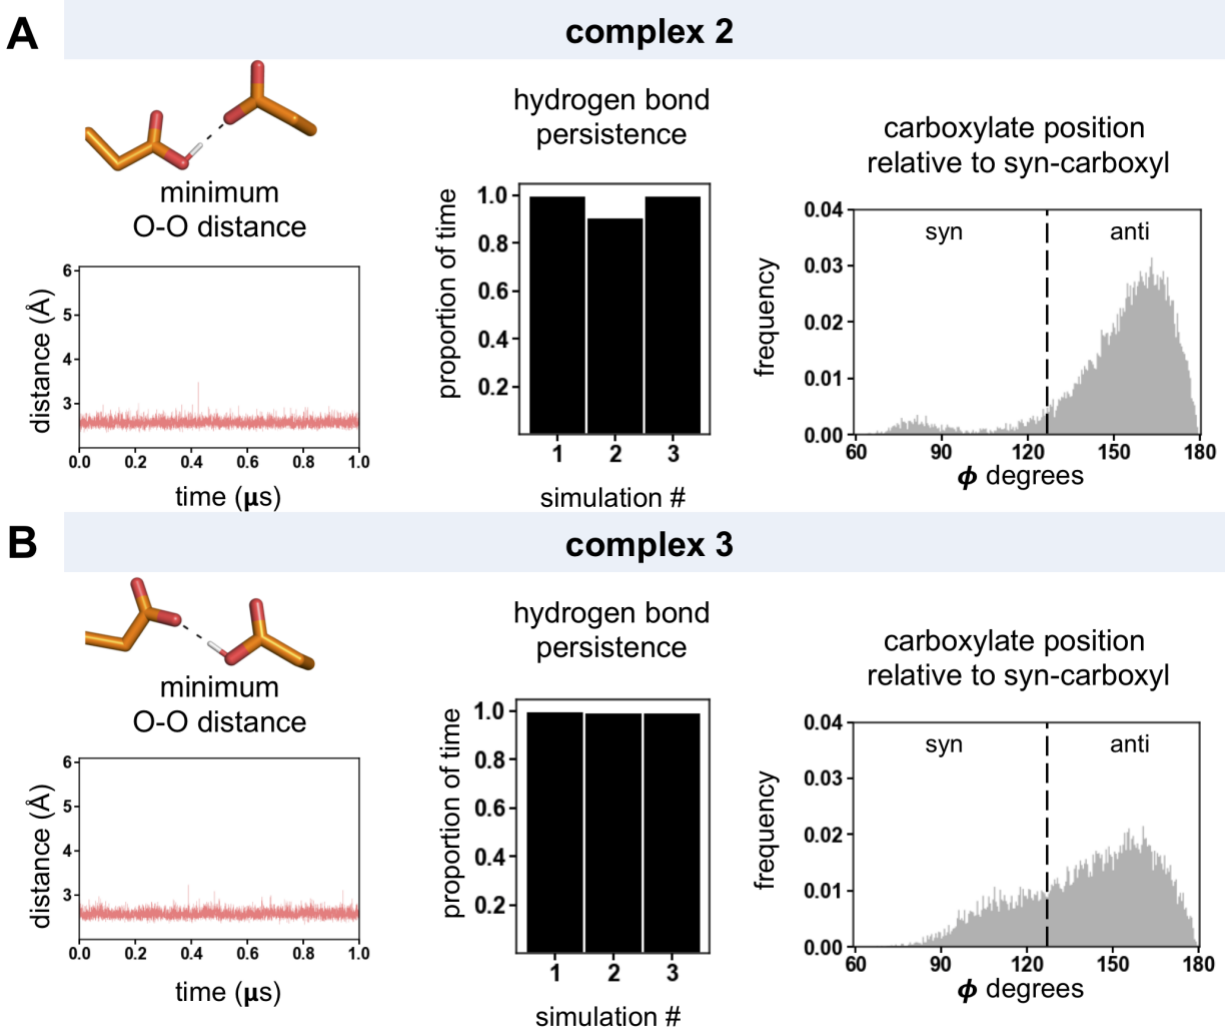 A
complex 2
hydrogen bond
persistence
carboxylate position
relative to syn-carboxyl
minimum
O-O distance
distance (Å)
6
5
4
3
0.0 0.2 0.4 0.6 0.8 1.0
time (μs)
proportion of time
1.0
0.8
0.6
0.4
0.2
1 2 3
simulation #
frequency
0.04
0.03
0.02
0.01
0.00
syn anti
60 90 120 150 180
ϕ degrees
B
complex 3
hydrogen bond
persistence
carboxylate position
relative to syn-carboxyl
minimum
O-O distance
distance (Å)
6
5
4
3
0.0 0.2 0.4 0.6 0.8 1.0
time (μs)
proportion of time
1.0
0.8
0.6
0.4
0.2
1 2 3
simulation #
frequency
0.04
0.03
0.02
0.01
0.00
syn anti
60 90 120 150 180
ϕ degrees